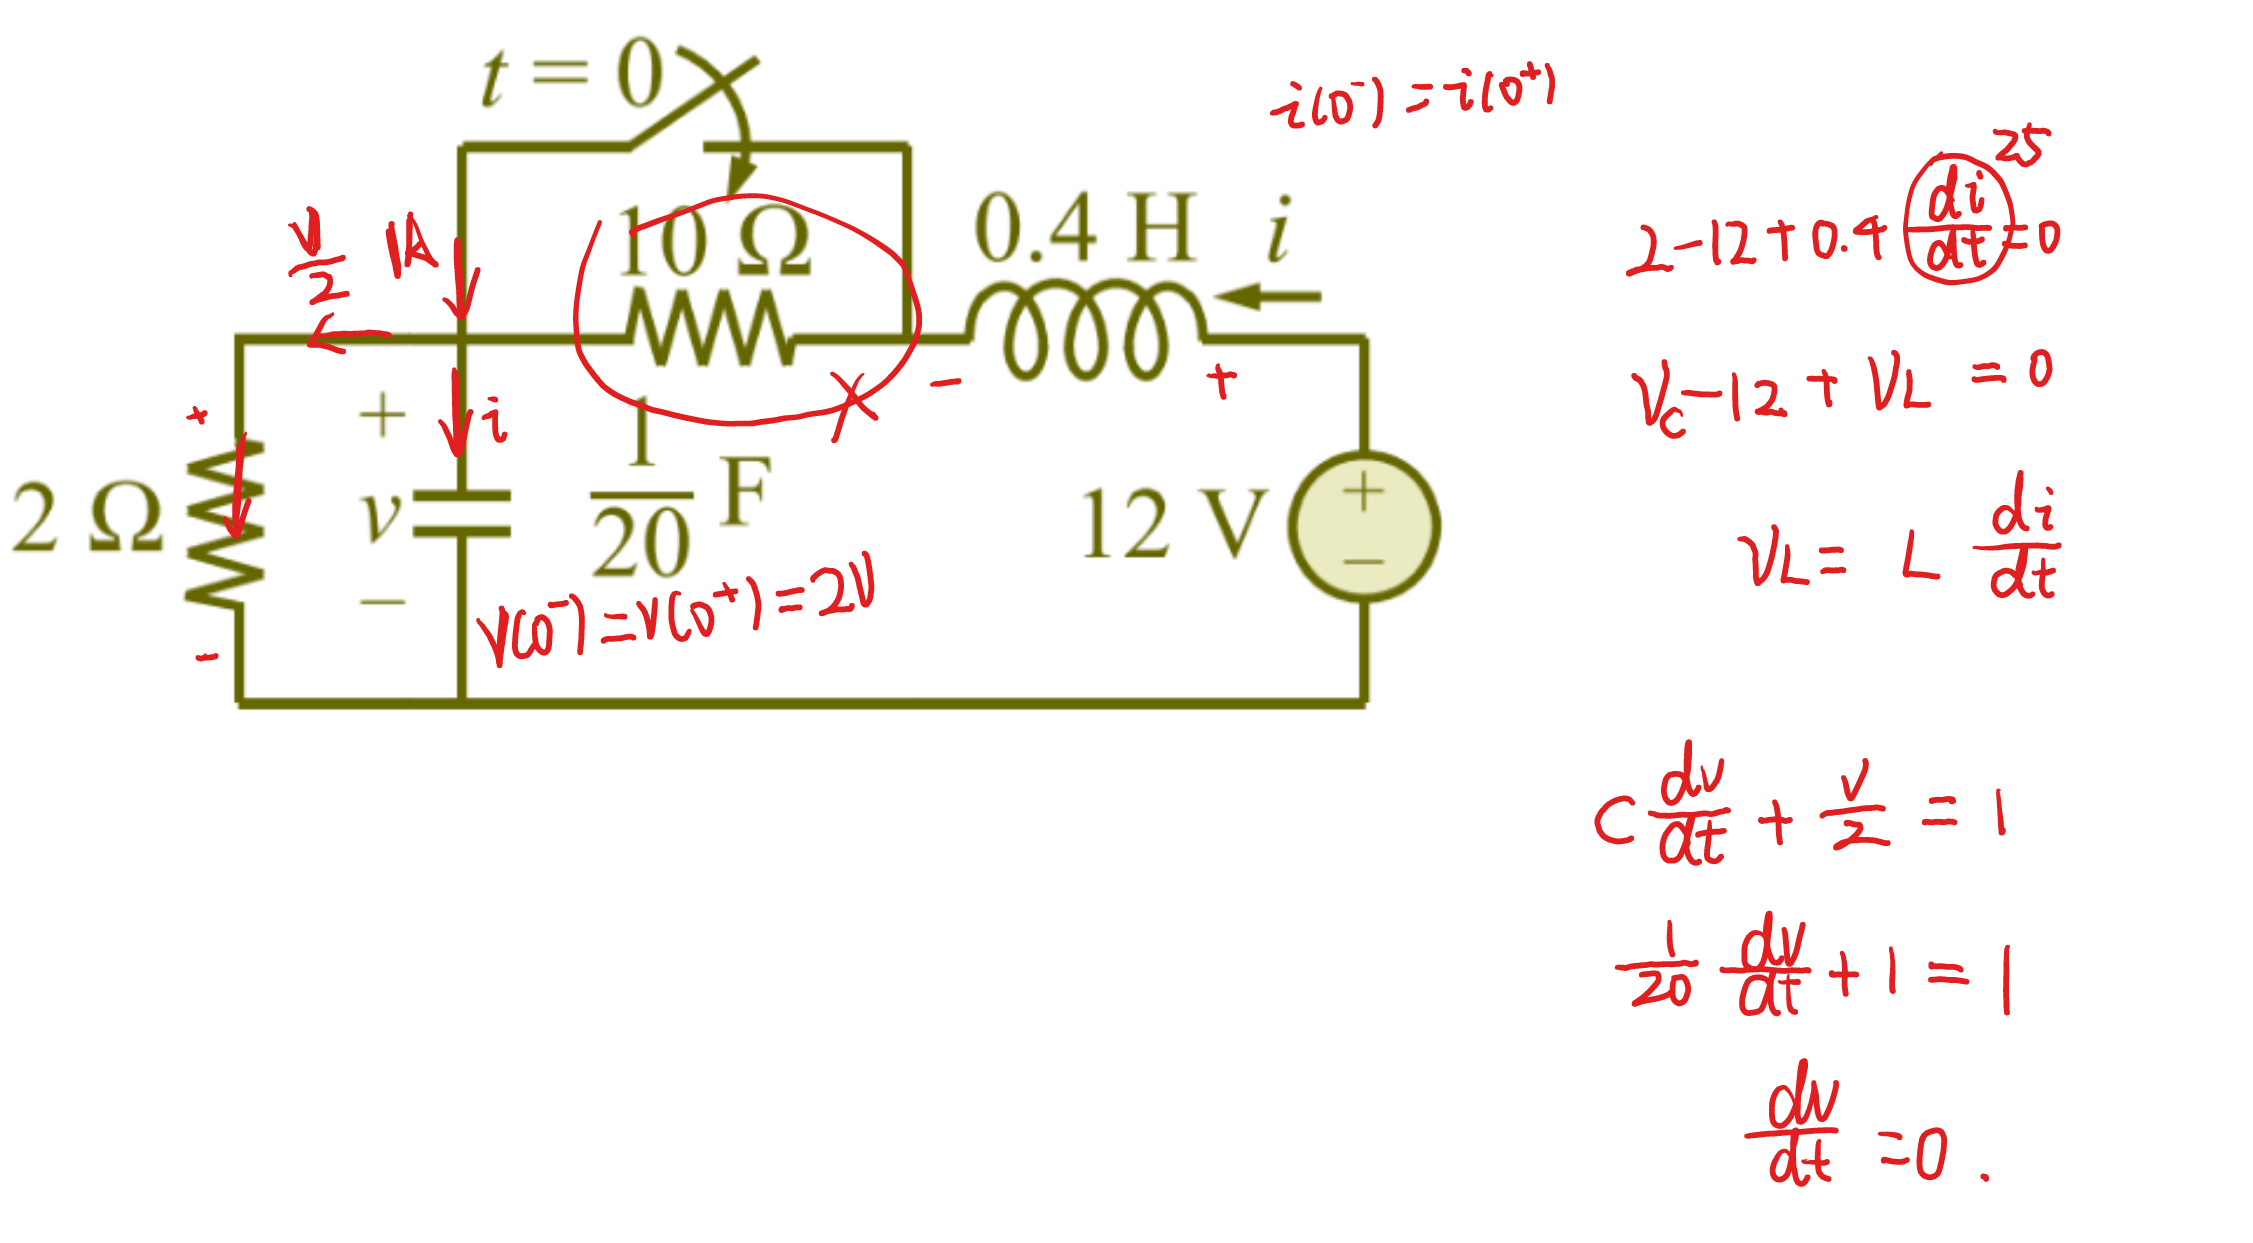 t = 0
i(0⁻) = i(0⁺)
25
2 - 12 + 0.4 di/dt = 0
v/2
1A
10 Ω
0.4 H
i
- +
Vc - 12 + VL = 0
+
+
i
2 Ω
v
1/20 F
12 V
+
−
VL = L di/dt
−
-
V(0⁻) = V(0⁺) = 2V
C dv/dt + v/2 = 1
1/20 dv/dt + 1 = 1
dv/dt = 0 .